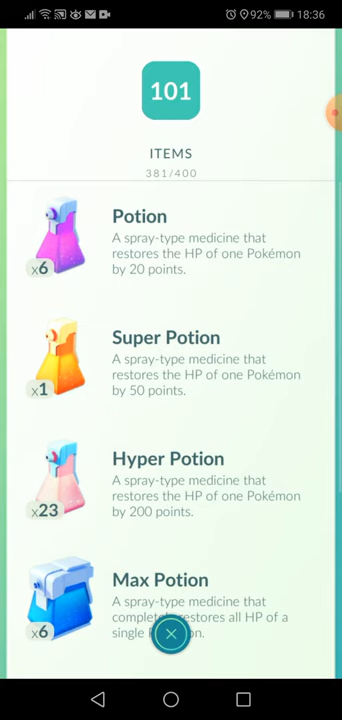 92% 18:36
101
ITEMS
381/400
Potion
A spray-type medicine that
restores the HP of one Pokémon
by 20 points.
x6
Super Potion
A spray-type medicine that
restores the HP of one Pokémon
by 50 points.
x1
Hyper Potion
A spray-type medicine that
restores the HP of one Pokémon
by 200 points.
x23
Max Potion
A spray-type medicine that
restores all HP of a
single
x6